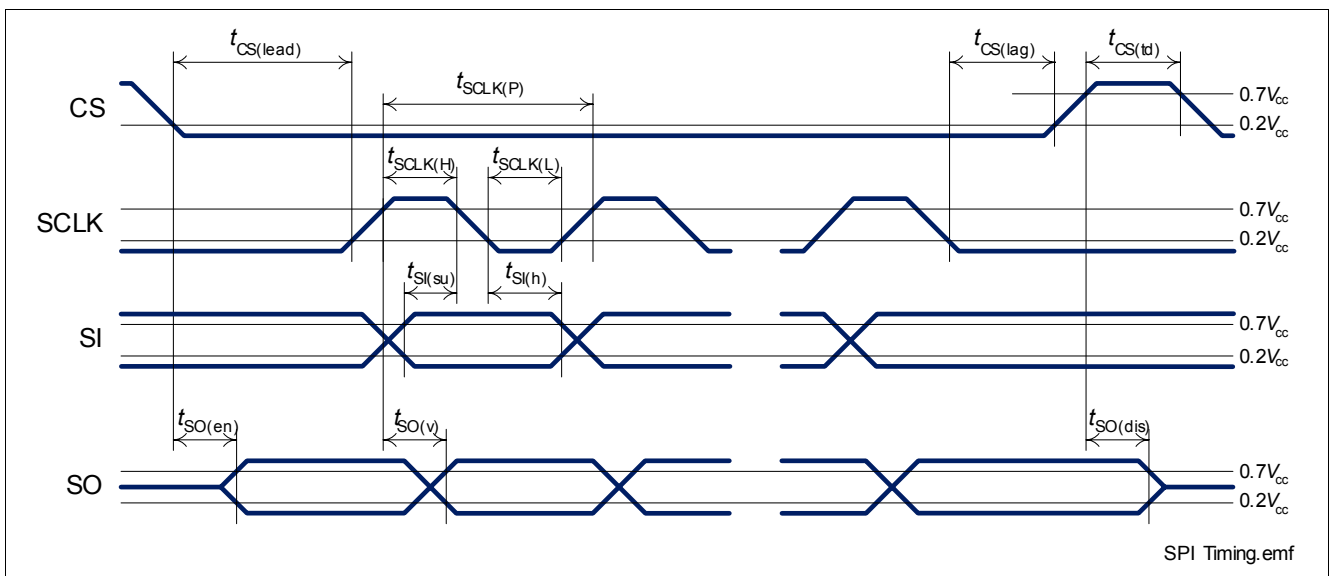 tCS(lead)
tCS(lag)
tCS(td)
tSCLK(P)
CS
0.7Vcc
0.2Vcc
tSCLK(H)
tSCLK(L)
SCLK
0.7Vcc
0.2Vcc
tSI(su)
tSI(h)
SI
0.7Vcc
0.2Vcc
tSO(en)
tSO(v)
tSO(dis)
SO
0.7Vcc
0.2Vcc
SPI Timing.emf